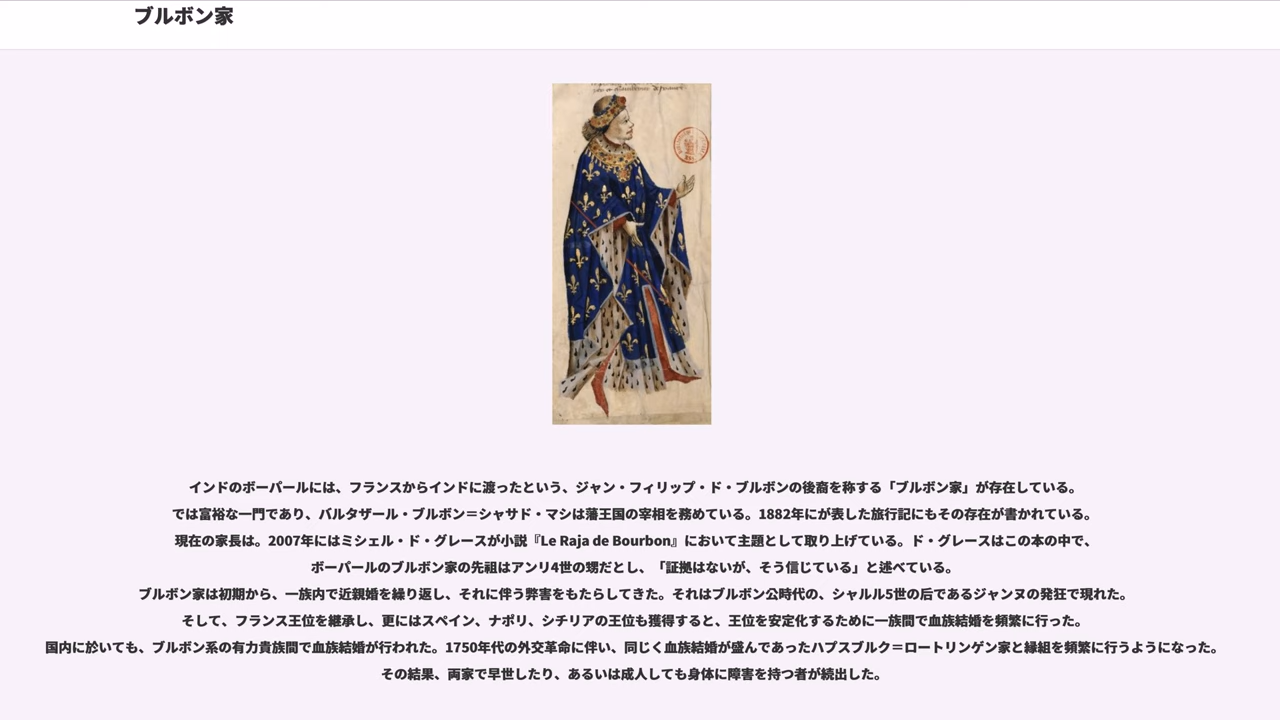 ブルボン家
インドのボーパールには、フランスからインドに渡ったという、ジャン・フィリップ・ド・ブルボンの後裔を称する「ブルボン家」が存在している。
では富裕な一門であり、バルタザール・ブルボン＝シャサド・マシは藩王国の宰相を務めている。1882年にが表した旅行記にもその存在が書かれている。
現在の家長は。2007年にはミシェル・ド・グレースが小説『Le Raja de Bourbon』において主題として取り上げている。ド・グレースはこの本の中で、
ボーパールのブルボン家の先祖はアンリ4世の甥だとし、「証拠はないが、そう信じている」と述べている。
ブルボン家は初期から、一族内で近親婚を繰り返し、それに伴う弊害をもたらしてきた。それはブルボン公時代の、シャルル5世の后であるジャンヌの発狂で現れた。
そして、フランス王位を継承し、更にはスペイン、ナポリ、シチリアの王位も獲得すると、王位を安定化するために一族間で血族結婚を頻繁に行った。
国内に於いても、ブルボン系の有力貴族間で血族結婚が行われた。1750年代の外交革命に伴い、同じく血族結婚が盛んであったハプスブルク＝ロートリンゲン家と縁組を頻繁に行うようになった。
その結果、両家で早世したり、あるいは成人しても身体に障害を持つ者が続出した。